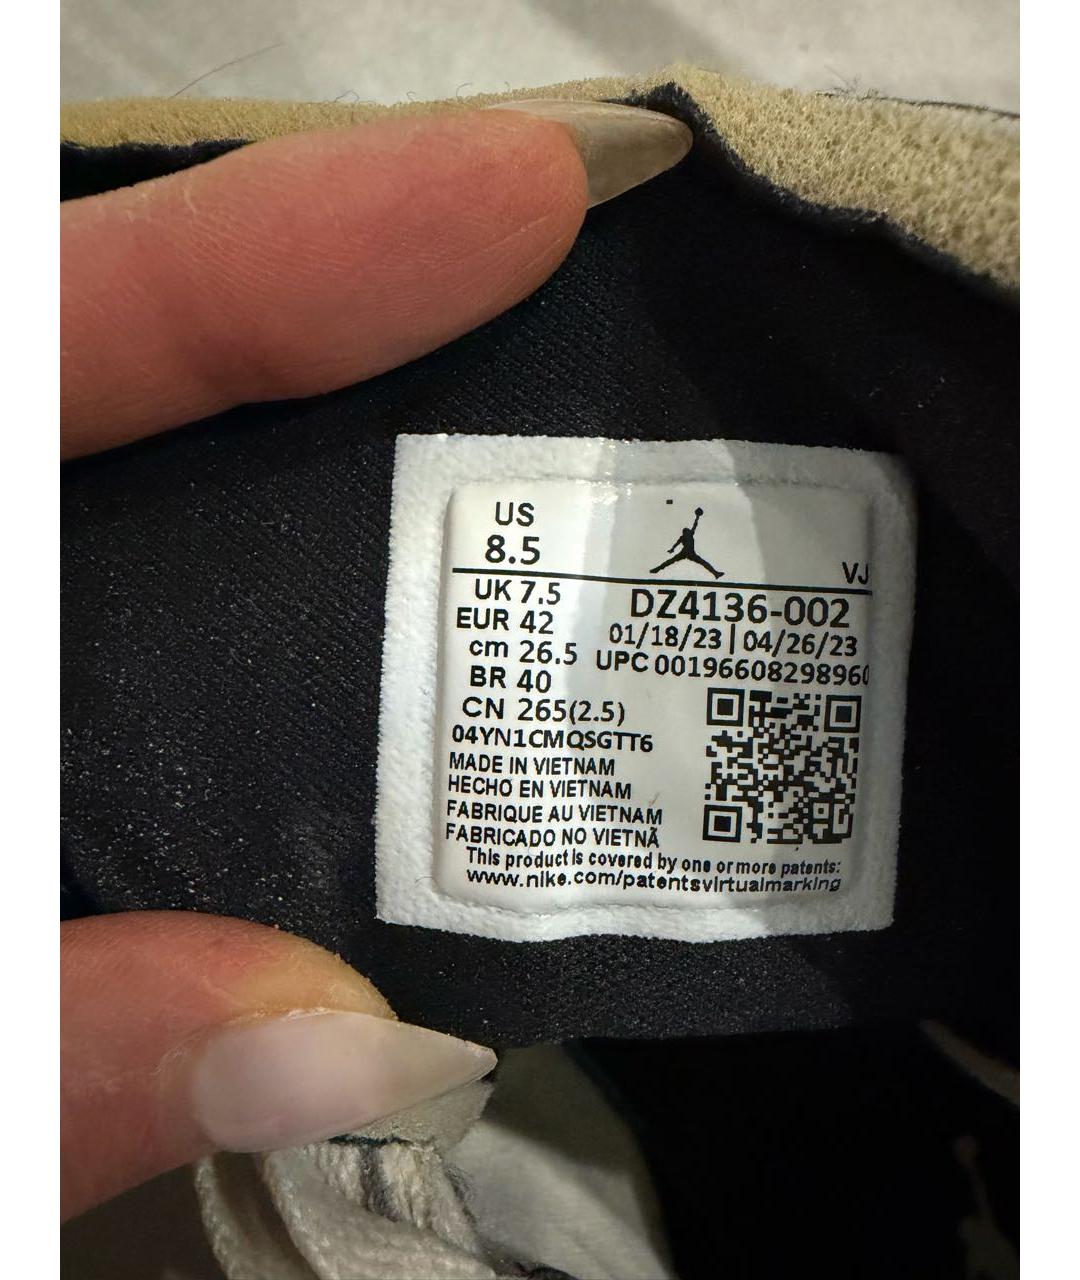 US
8.5
VJ
UK 7.5
EUR 42
cm 26.5
BR 40
CN 265(2.5)
04YN1CMQSGTT6
DZ4136-002
01/18/23 | 04/26/23
UPC 00196608298960
MADE IN VIETNAM
HECHO EN VIETNAM
FABRIQUE AU VIETNAM
FABRICADO NO VIETNÃ
This product is covered by one or more patents:
www.nike.com/patentsvirtualmarking